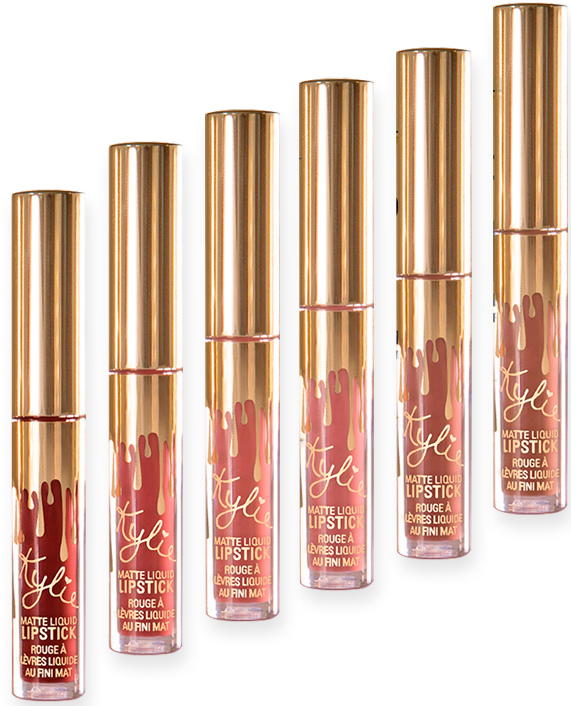 Kylie
MATTE LIQUID
LIPSTICK
ROUGE À
LÈVRES LIQUIDE
AU FINI MAT
Kylie
MATTE LIQUID
LIPSTICK
ROUGE À
LÈVRES LIQUIDE
AU FINI MAT
Kylie
MATTE LIQUID
LIPSTICK
ROUGE À
LÈVRES LIQUIDE
AU FINI MAT
Kylie
MATTE LIQUID
LIPSTICK
ROUGE À
LÈVRES LIQUIDE
AU FINI MAT
Kylie
MATTE LIQUID
LIPSTICK
ROUGE À
LÈVRES LIQUIDE
AU FINI MAT
Kylie
MATTE LIQUID
LIPSTICK
ROUGE À
LÈVRES LIQUIDE
AU FINI MAT